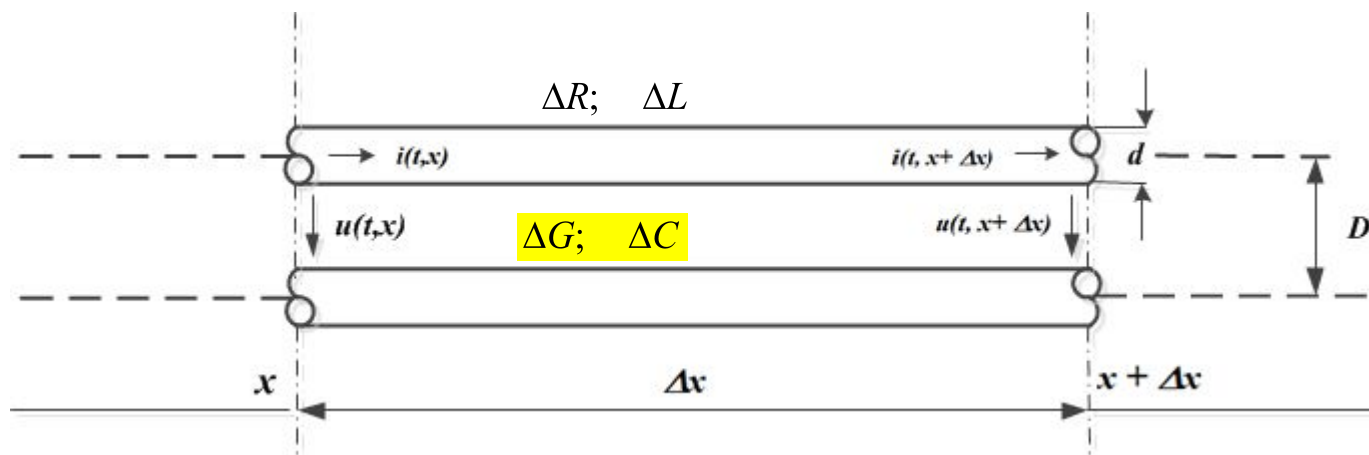 ΔR; ΔL
i(t,x) i(t, x+ Δx) d
u(t,x) ΔG; ΔC u(t, x+ Δx) D
x Δx x + Δx